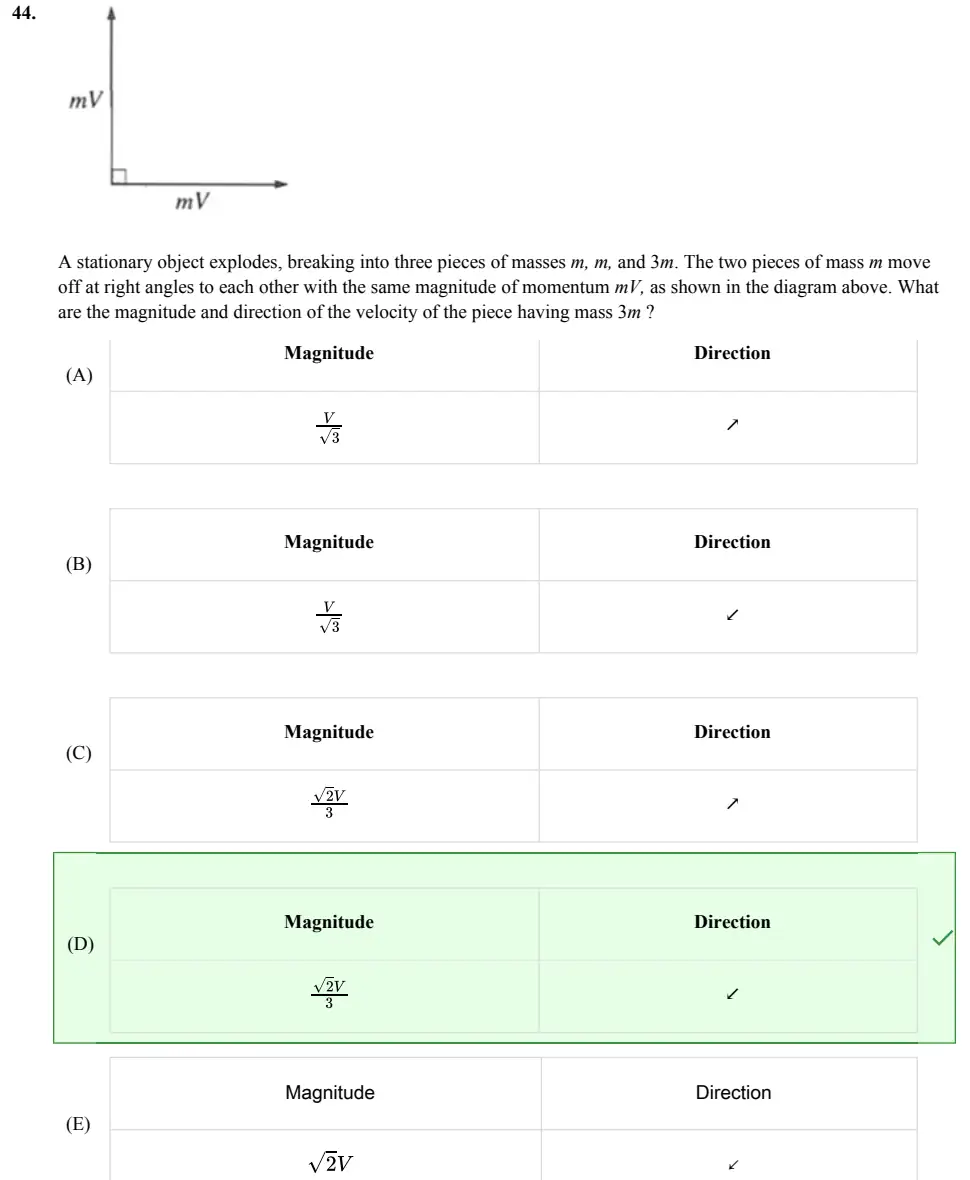 44.
mV
mV
A stationary object explodes, breaking into three pieces of masses m, m, and 3m. The two pieces of mass m move
off at right angles to each other with the same magnitude of momentum mV, as shown in the diagram above. What
are the magnitude and direction of the velocity of the piece having mass 3m ?
(A)
Magnitude Direction
V/√3 ↗
(B)
Magnitude Direction
V/√3 ↙
(C)
Magnitude Direction
√2V/3 ↗
(D)
Magnitude Direction
√2V/3 ↙
(E)
Magnitude Direction
√2V ↙